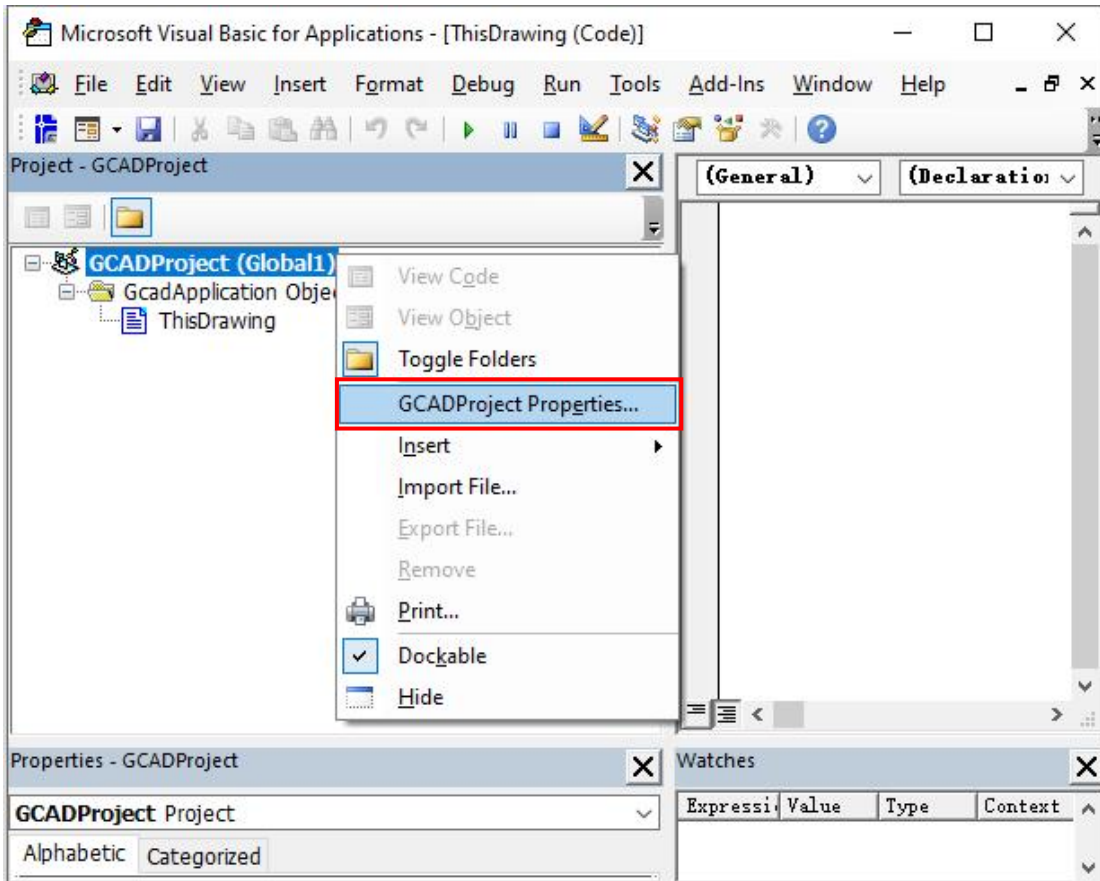 Microsoft Visual Basic for Applications - [ThisDrawing (Code)]
File Edit View Insert Format Debug Run Tools Add-Ins Window Help
Project - GCADProject
(General) (Declaratio
GCADProject (Global1)
GcadApplication Obje
ThisDrawing
View Code
View Object
Toggle Folders
GCADProject Properties...
Insert
Import File...
Export File...
Remove
Print...
Dockable
Hide
Properties - GCADProject
GCADProject Project
Alphabetic Categorized
Watches
Expressi Value Type Context